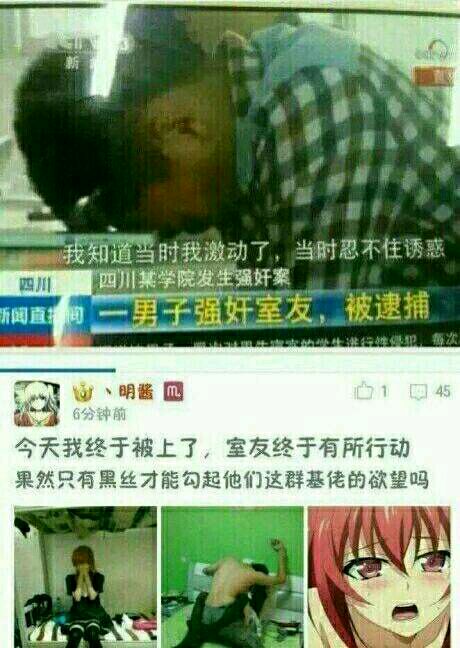 我知道当时我激动了，当时忍不住诱惑
四川
四川某学院发生强奸案
新闻直播间
一男子强奸室友，被逮捕
、明酱
6分钟前
1
45
今天我终于被上了，室友终于有所行动
果然只有黑丝才能勾起他们这群基佬的欲望吗